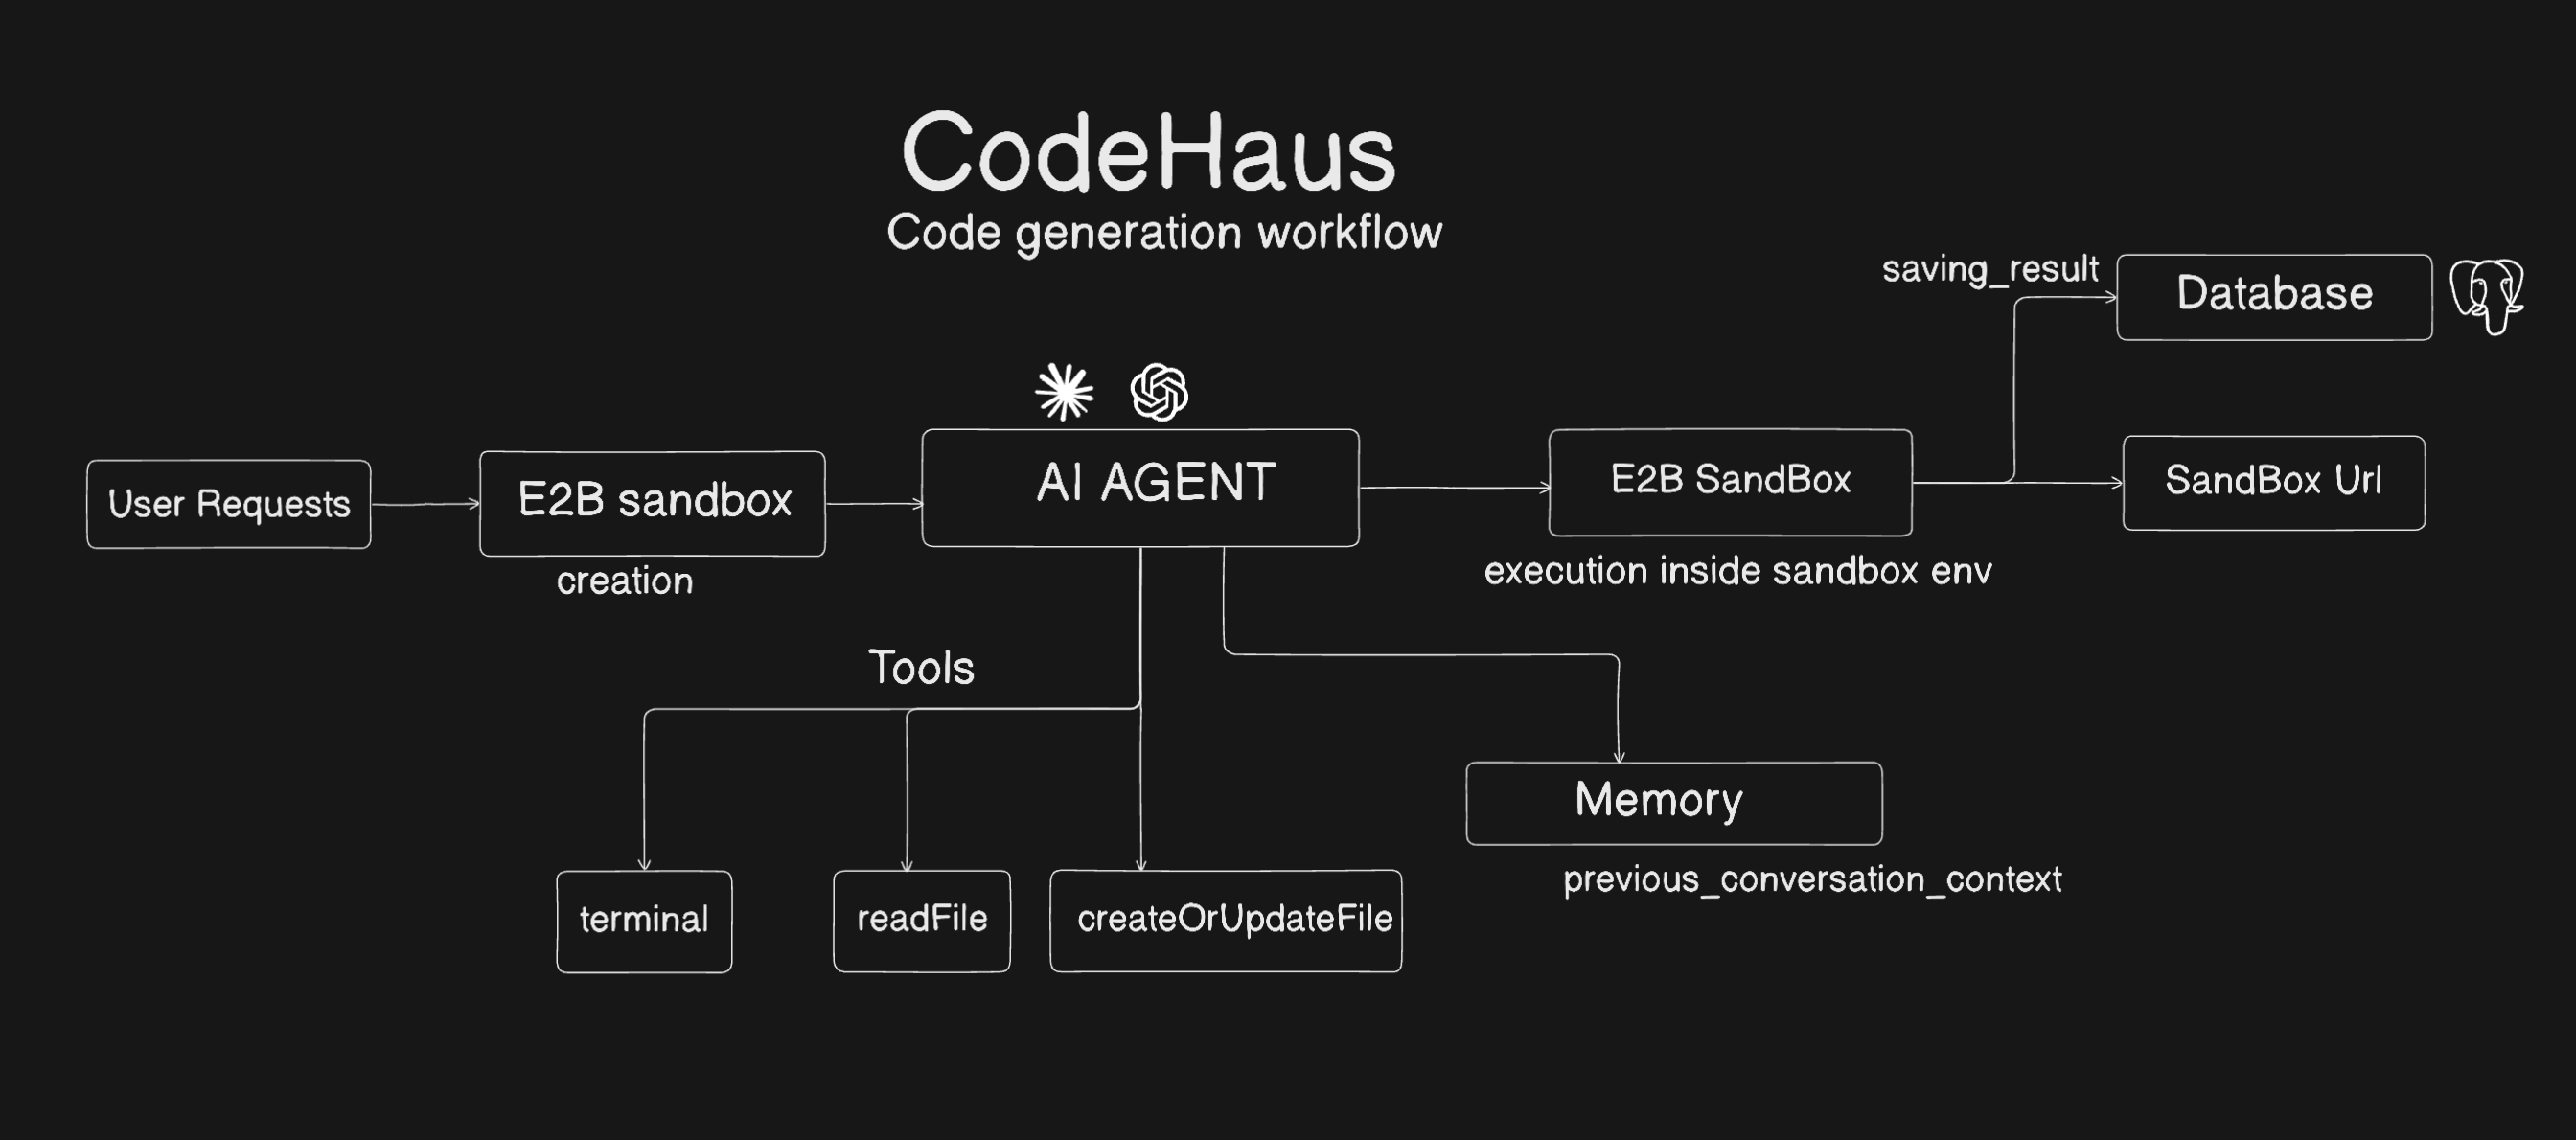 CodeHaus
Code generation workflow
saving_result
Database
User Requests
E2B sandbox
creation
AI AGENT
E2B SandBox
execution inside sandbox env
SandBox Url
Tools
Memory
previous_conversation_context
terminal
readFile
createOrUpdateFile